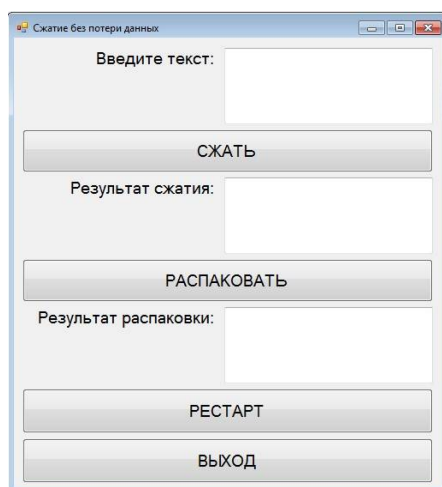 Сжатие без потери данных
Введите текст:
СЖАТЬ
Результат сжатия:
РАСПАКОВАТЬ
Результат распаковки:
РЕСТАРТ
ВЫХОД